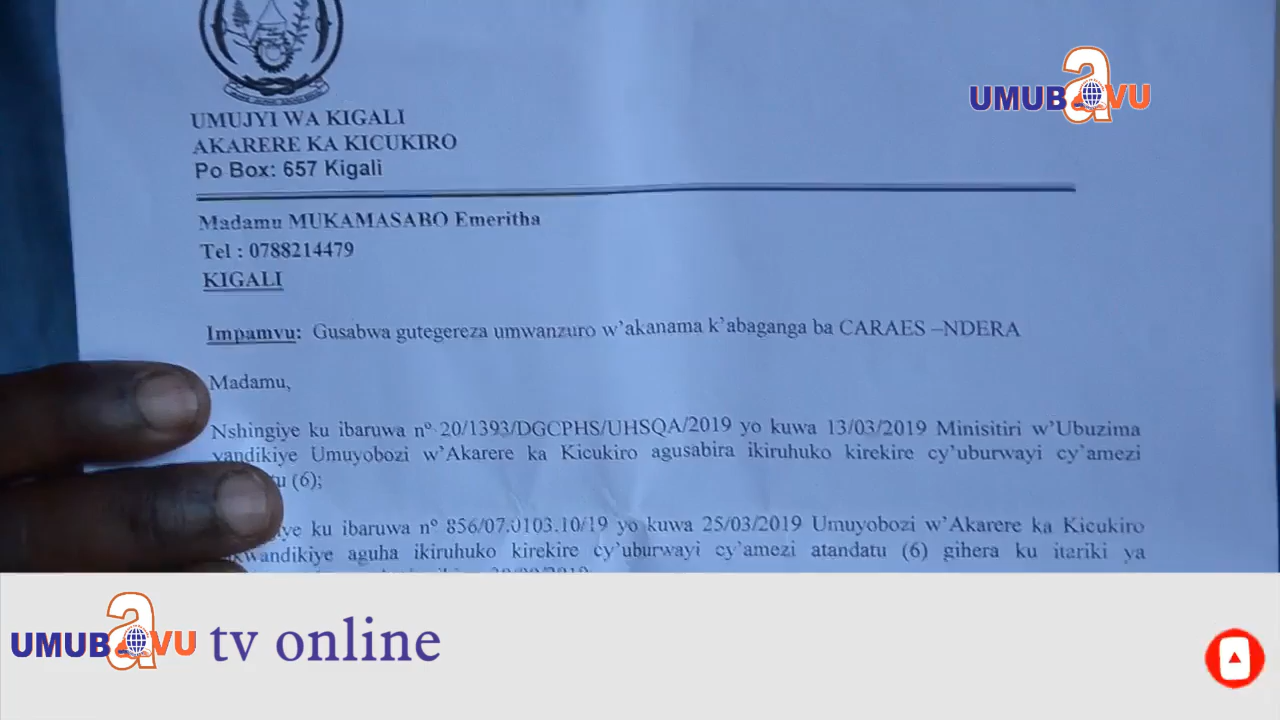 UMUBaVU
UMUJYI WA KIGALI
AKARERE KA KICUKIRO
Po Box: 657 Kigali
Madamu MUKAMASABO Emeritha
Tel : 0788214479
KIGALI
Impamvu: Gusabwa gutegereza umwanzuro w'akanama k'abaganga ba CARAES –NDERA
Madamu,
Nshingiye ku ibaruwa nº 20/1393/DGCPHS/UHSQA/2019 yo kuwa 13/03/2019 Minisitiri w'Ubuzima
yandikiye Umuyobozi w'Akarere ka Kicukiro agusabira ikiruhuko kirekire cy'uburwayi cy'amezi
(6);
ku ibaruwa nº 856/07.0103.10/19 yo kuwa 25/03/2019 Umuyobozi w'Akarere ka Kicukiro
aguha ikiruhuko kirekire cy'uburwayi cy'amezi atandatu (6) gihera ku itariki ya
UMUBaVU tv online